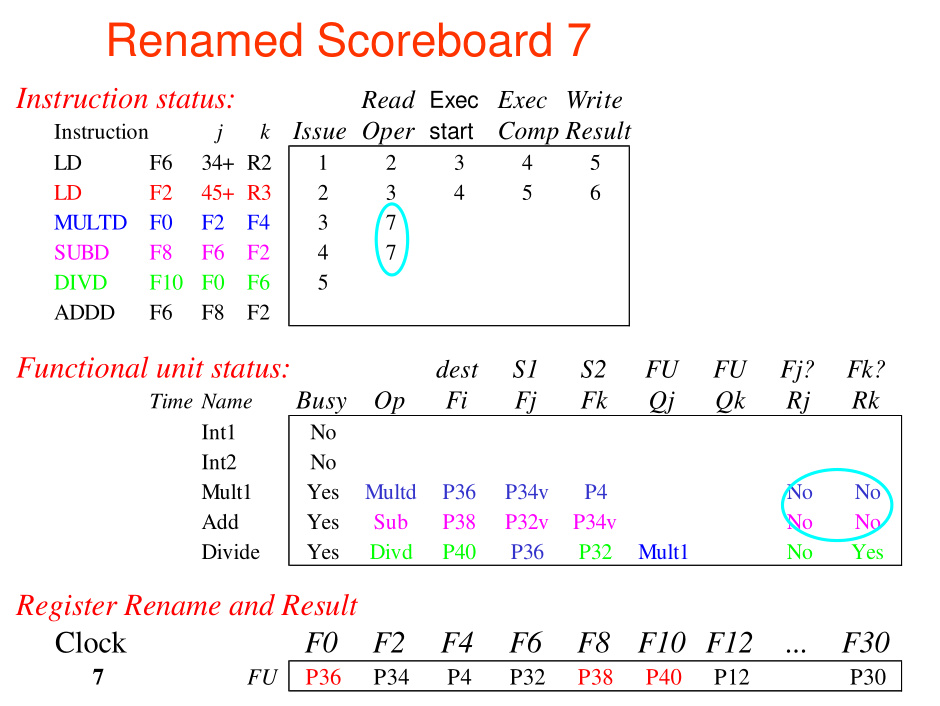 Renamed Scoreboard 7
Instruction status: Read Exec Exec Write
Instruction j k Issue Oper start Comp Result
LD F6 34+ R2 1 2 3 4 5
LD F2 45+ R3 2 3 4 5 6
MULTD F0 F2 F4 3 7
SUBD F8 F6 F2 4 7
DIVD F10 F0 F6 5
ADDD F6 F8 F2
Functional unit status: dest S1 S2 FU FU Fj? Fk?
Time Name Busy Op Fi Fj Fk Qj Qk Rj Rk
Int1 No
Int2 No
Mult1 Yes Multd P36 P34v P4 No No
Add Yes Sub P38 P32v P34v No No
Divide Yes Divd P40 P36 P32 Mult1 No Yes
Register Rename and Result
Clock F0 F2 F4 F6 F8 F10 F12 ... F30
7 FU P36 P34 P4 P32 P38 P40 P12 P30